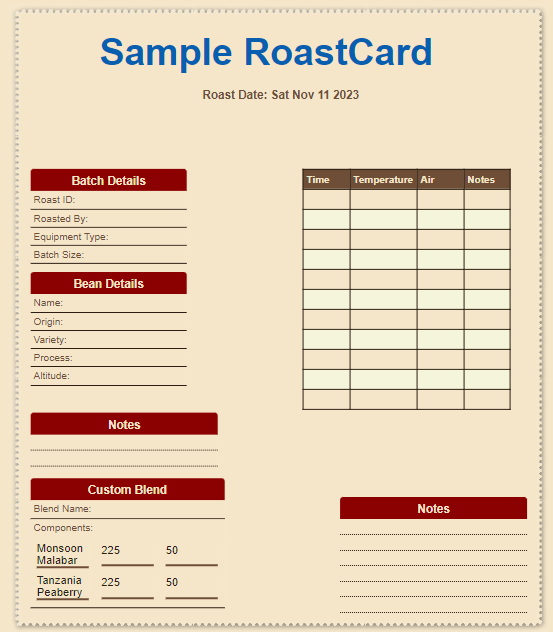 Sample RoastCard
Roast Date: Sat Nov 11 2023
Batch Details
Roast ID:
Roasted By:
Equipment Type:
Batch Size:
Bean Details
Name:
Origin:
Variety:
Process:
Altitude:
Time Temperature Air Notes
Notes
Custom Blend
Blend Name:
Components:
Monsoon Malabar 225 50
Tanzania Peaberry 225 50
Notes